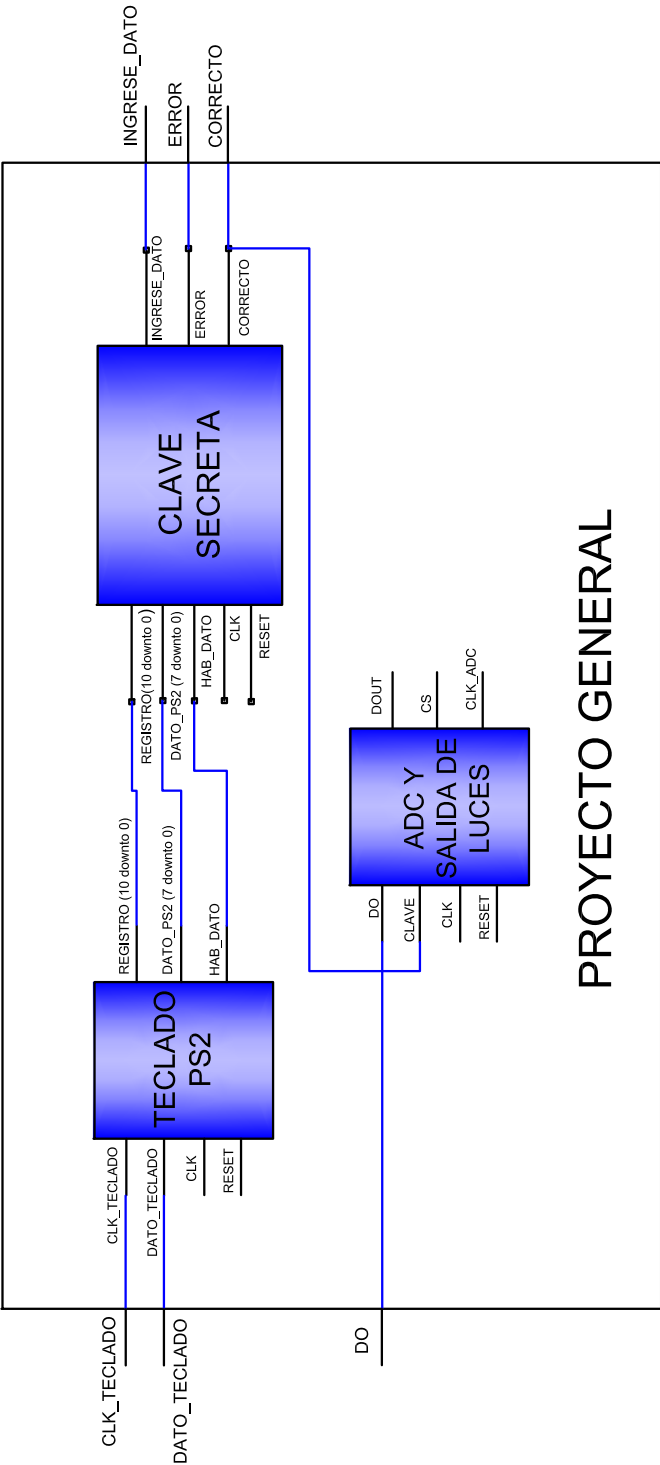 CLK_TECLADO
DATO_TECLADO
DO
CLK_TECLADO
DATO_TECLADO
CLK
RESET
TECLADO
PS2
REGISTRO (10 downto 0)
DATO_PS2 (7 downto 0)
HAB_DATO
REGISTRO(10 downto 0)
DATO_PS2 (7 downto 0)
HAB_DATO
CLK
RESET
CLAVE
SECRETA
INGRESE_DATO
ERROR
CORRECTO
INGRESE_DATO
ERROR
CORRECTO
DO
CLAVE
CLK
RESET
ADC Y
SALIDA DE
LUCES
DOUT
CS
CLK_ADC
PROYECTO GENERAL